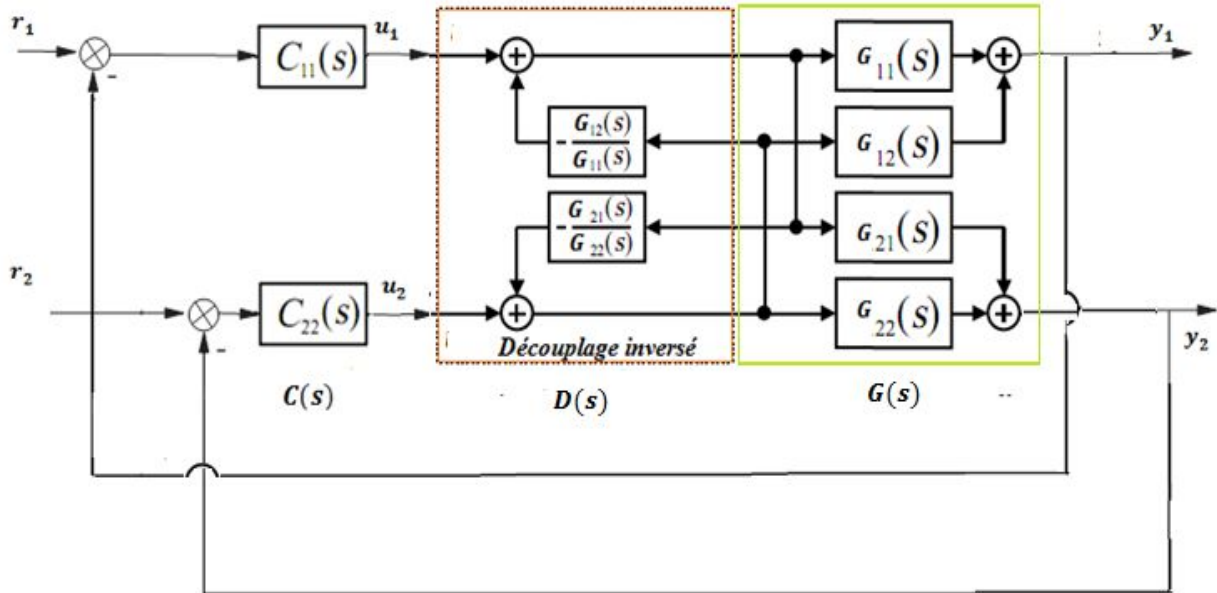 r₁
u₁
y₁
C₁₁(s)
G₁₁(s)
-
+
+
-G₁₂(s)/G₁₁(s)
G₁₂(s)
-G₂₁(s)/G₂₂(s)
G₂₁(s)
r₂
u₂
C₂₂(s)
G₂₂(s)
-
+
+
y₂
Découplage inversé
C(s)
D(s)
G(s)